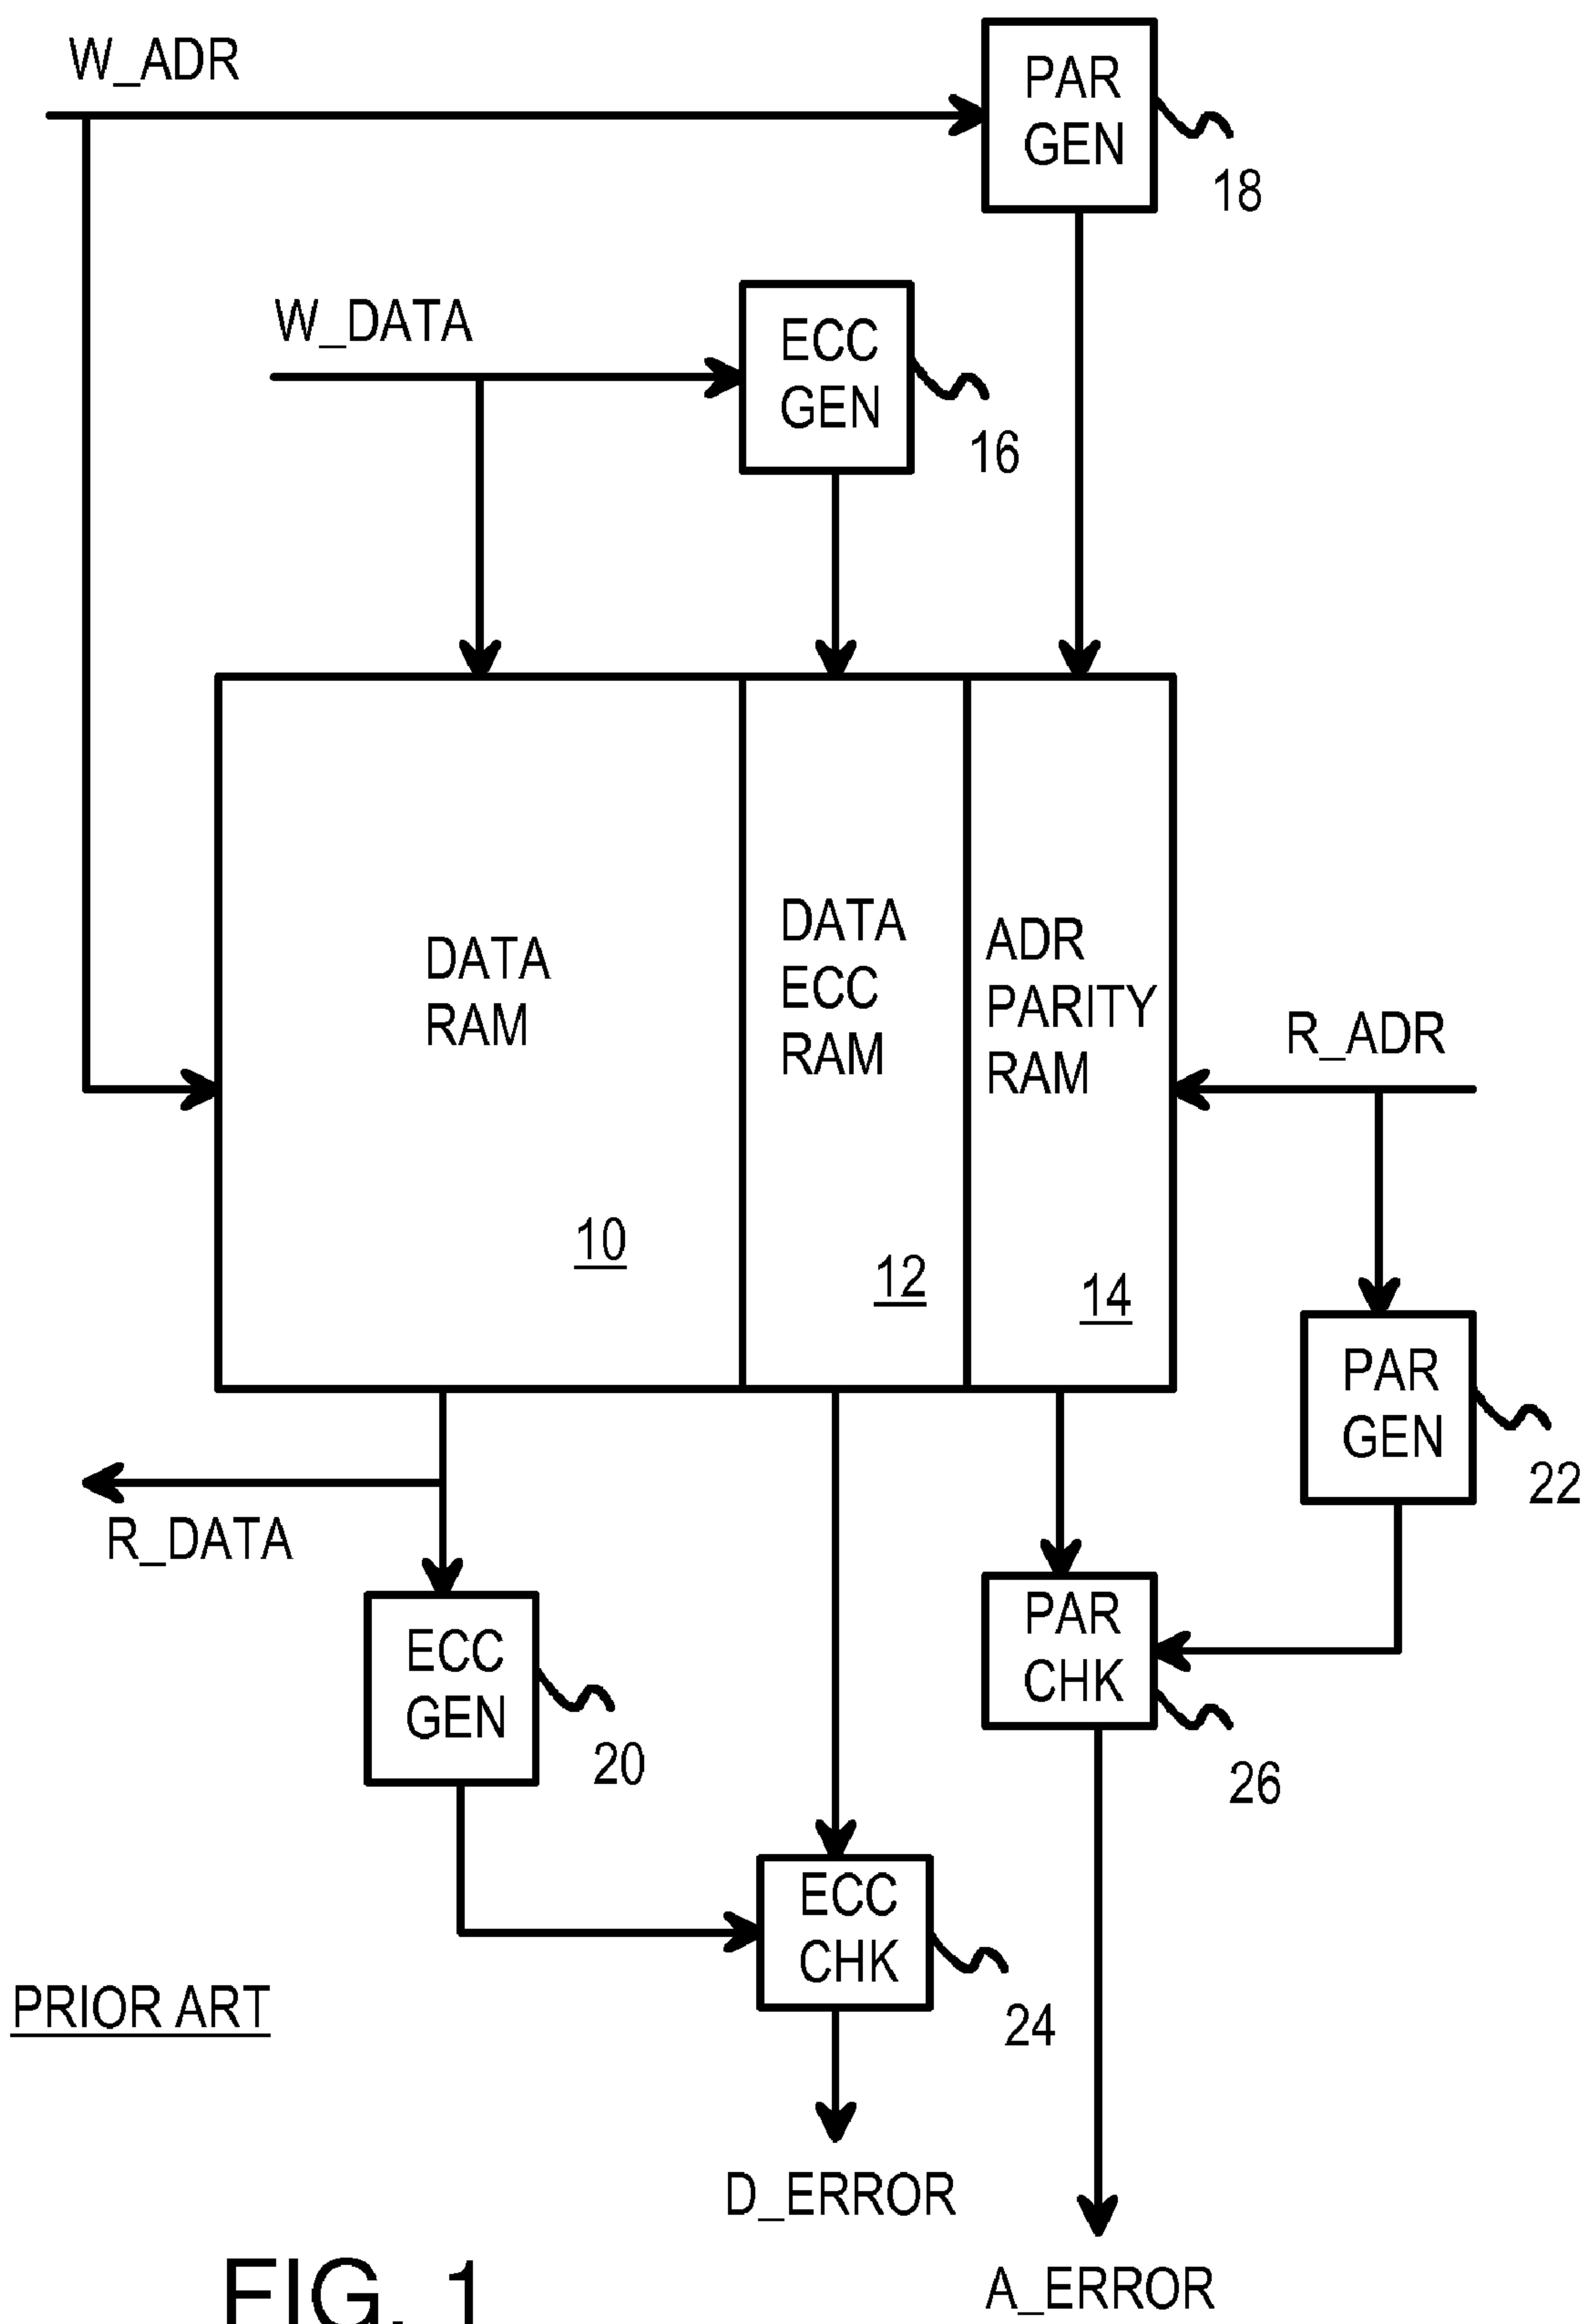 W_ADR
PAR
GEN
18
W_DATA
ECC
GEN
16
DATA
RAM
10
DATA
ECC
RAM
12
ADR
PARITY
RAM
14
R_ADR
PAR
GEN
22
R_DATA
ECC
GEN
20
PAR
CHK
26
ECC
CHK
24
PRIOR ART
D_ERROR
A_ERROR
FIG. 1